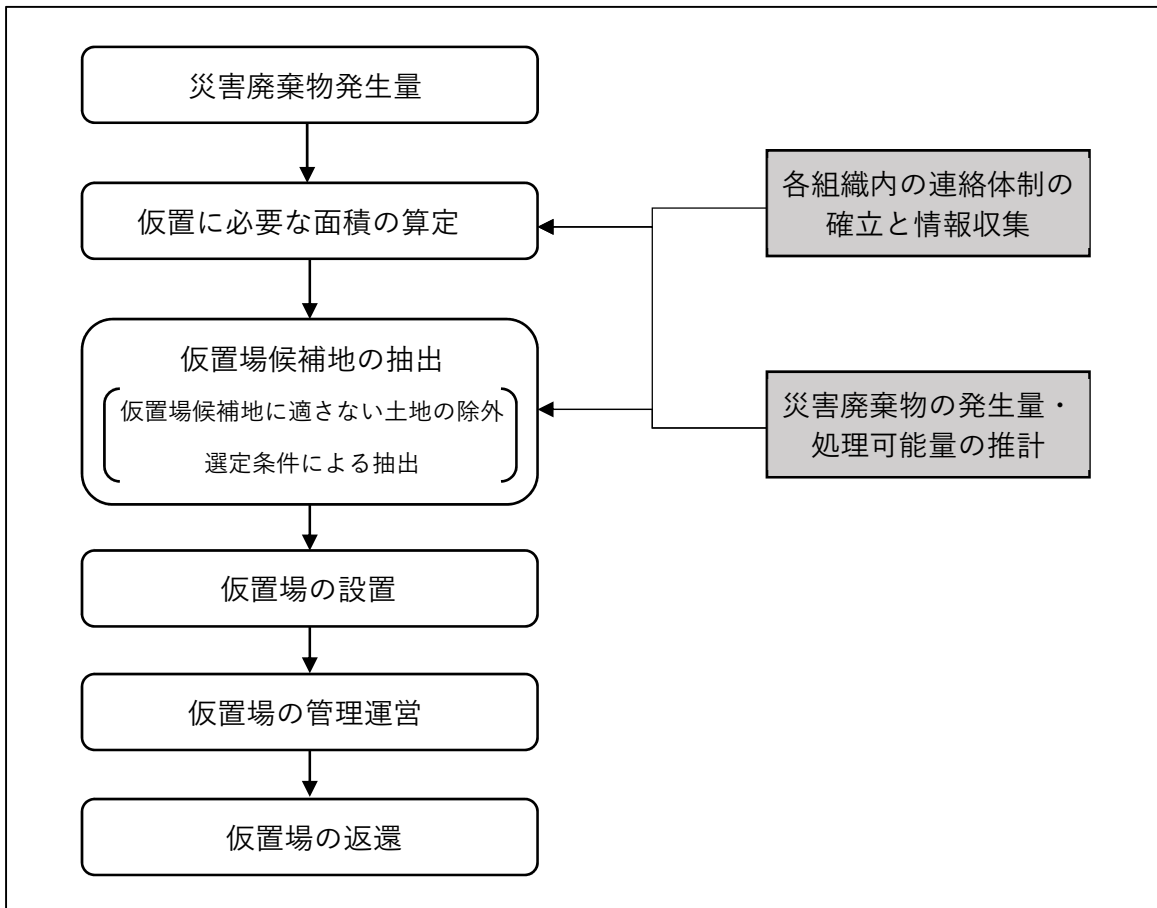 災害廃棄物発生量
仮置に必要な面積の算定
仮置場候補地の抽出
仮置場候補地に適さない土地の除外
選定条件による抽出
仮置場の設置
仮置場の管理運営
仮置場の返還
各組織内の連絡体制の
確立と情報収集
災害廃棄物の発生量・
処理可能量の推計